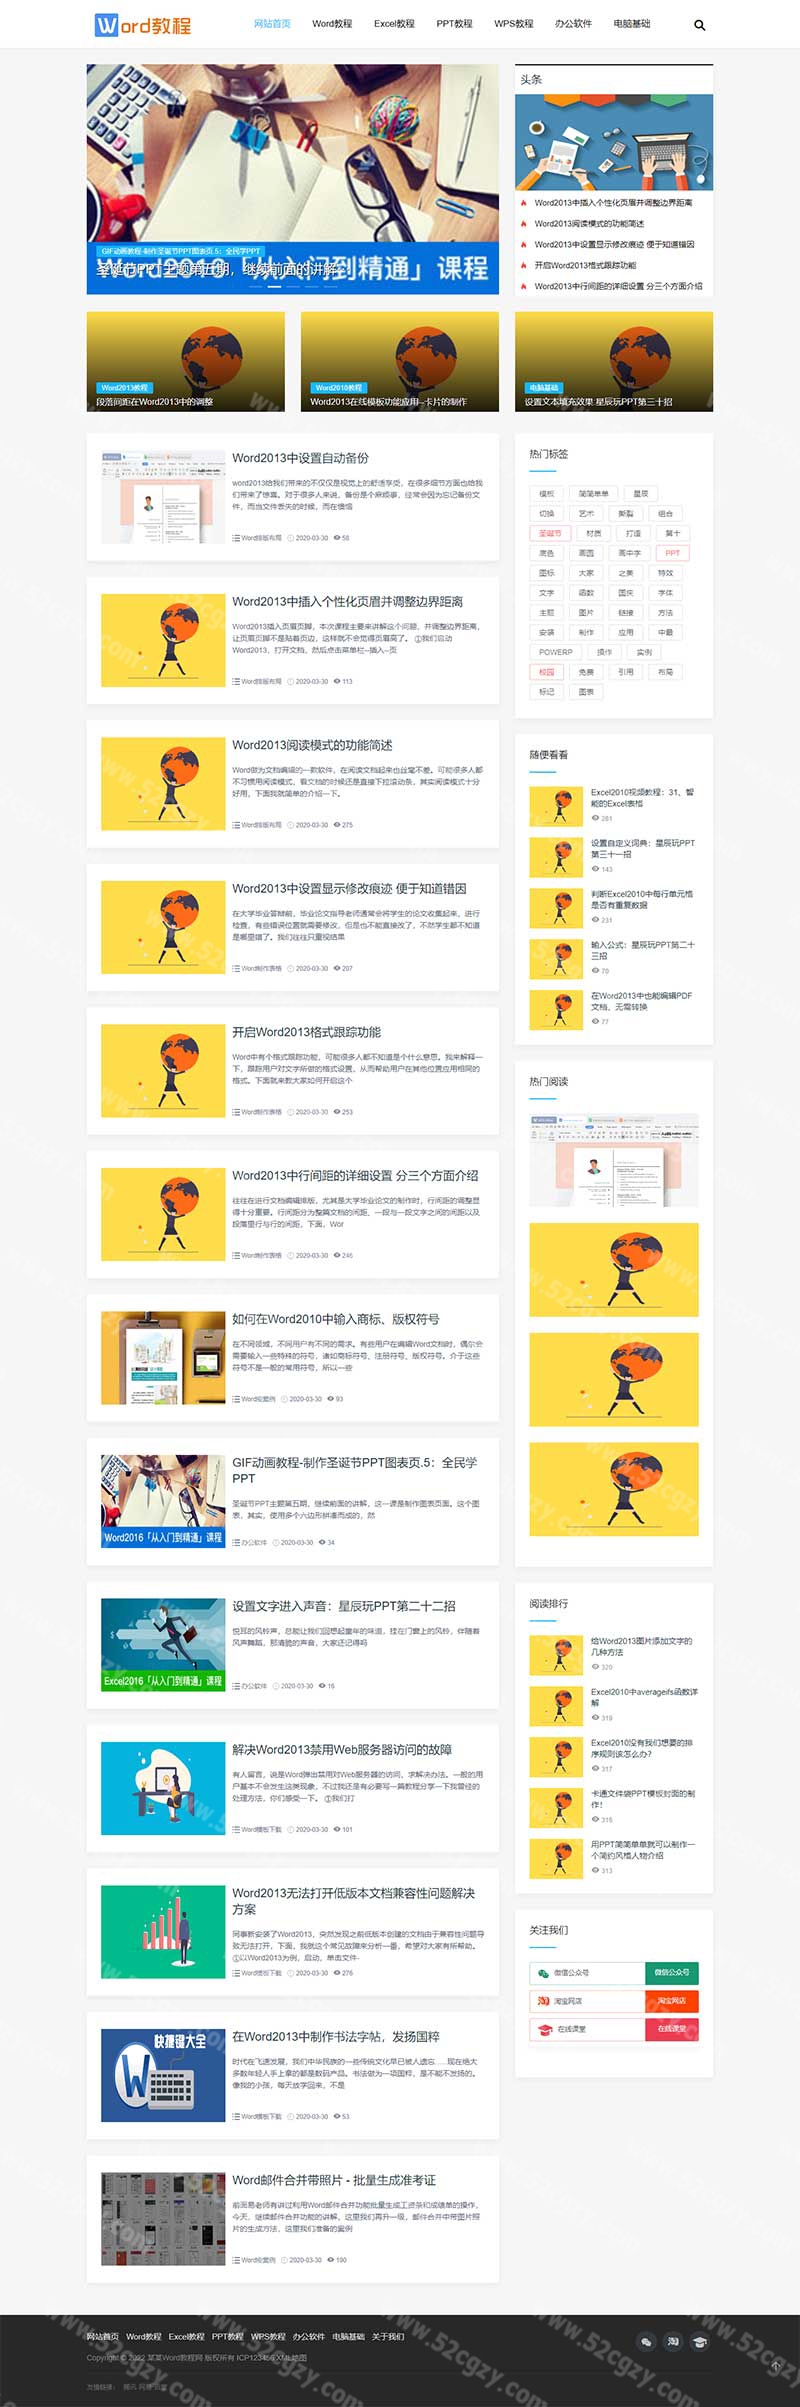 Word教程
网站首页 Word教程 Excel教程 PPT教程 WPS教程 办公软件 电脑基础
GIF动画教程-制作圣诞节PPT图表页.5：全民学PPT
圣诞节PPT主题第五期，继续前面的讲解
头条
Word2013中插入个性化页眉并调整边界距离
Word2013阅读模式的功能简述
Word2013中设置显示修改痕迹 便于知道错因
开启Word2013格式跟踪功能
Word2013中行间距的详细设置 分三个方面介绍
Word2013教程
段落间距在Word2013中的调整
Word2010教程
Word2013在线模板功能应用--卡片的制作
电脑基础
设置文本填充效果 星辰玩PPT第三十招
Word2013中设置自动备份
word2013给我们带来的不仅仅是视觉上的舒适享受，在很多细节方面也给我
们带来了惊喜。对于很多人来说，备份是个麻烦事，经常会因为忘记备份文
件，而当文件丢失的时候，而在懊恼
Word排版布局 2020-03-30 58
Word2013中插入个性化页眉并调整边界距离
Word2013插入页眉页脚，本次课程主要来讲解这个问题，并调整边界距离，
让页眉页脚不是贴着页边，这样就不会觉得页眉高了。 ①我们启动
Word2013，打开文档，然后点击菜单栏--插入--页
Word排版布局 2020-03-30 113
Word2013阅读模式的功能简述
Word做为文档编辑的一款软件，在阅读文档起来也丝毫不差。可能很多人都
不习惯用阅读模式，看文档的时候还是直接下拉滚动条，其实阅读模式十分
好用，下面我就简单的介绍一下。
Word排版布局 2020-03-30 275
Word2013中设置显示修改痕迹 便于知道错因
在大学毕业答辩前，毕业论文指导老师通常会将学生的论文收集起来，进行
检查，有些错误位置就需要修改，但是也不能直接改了，不然学生都不知道
是哪里错了。我们往往只重视结果
Word制作表格 2020-03-30 207
开启Word2013格式跟踪功能
Word中有个格式跟踪功能，可能很多人都不知道是个什么意思。我来解释一
下，跟踪用户对文字所做的格式设置，从而帮助用户在其他位置应用相同的
格式。下面就来教大家如何开启这个
Word制作表格 2020-03-30 253
Word2013中行间距的详细设置 分三个方面介绍
往往在进行文档编辑排版，尤其是大学毕业论文的制作时，行间距的调整显
得十分重要。行间距分为整篇文档的间距，一段与一段文字之间的间距以及
段落里行与行的间距，下面，Wor
Word制作表格 2020-03-30 246
如何在Word2010中输入商标、版权符号
在不同领域，不同用户有不同的需求。有些用户在编辑Word文档时，偶尔会
需要输入一些特殊的符号，诸如商标符号、注册符号、版权符号。介于这些
符号不是一般的常用符号，所以一些
2020-03-30 93
GIF动画教程-制作圣诞节PPT图表页.5：全民学
PPT
圣诞节PPT主题第五期，继续前面的讲解，这一课是制作图表页面。这个图
表，其实，使用多个六边形拼凑而成的，然
办公软件 2020-03-30 34
Word2016「从入门到精通」课程
设置文字进入声音：星辰玩PPT第二十二招
悦耳的风铃声，总能让我们回想起童年的味道，挂在门窗上的风铃，伴随着
风声舞蹈，那清脆的声音，大家还记得吗
办公软件 2020-03-30 16
Excel2016「从入门到精通」课程
解决Word2013禁用Web服务器访问的故障
有人留言，说是Word弹出禁用对Web服务器的访问，求解决办法。一般的用
户基本不会发生这类现象，不过我还是有必要写一篇教程分享一下我曾经的
处理方法，你们感受一下。 ①我们打
Word模板下载 2020-03-30 101
Word2013无法打开低版本文档兼容性问题解决
方案
同事新安装了Word2013，突然发现之前低版本创建的文档由于兼容性问题导
致无法打开，下面，我就这个常见故障来分析一番，希望对大家有所帮助。
①以以Word2013为例，启动，单击文件-
Word模板下载 2020-03-30 275
快捷键大全
在Word2013中制作书法字帖，发扬国粹
时代在飞速发展，我们中华民族的一些传统文化早已被人遗忘......现在绝大
多数年轻人手上拿的都是数码产品。书法做为一项国粹，是不能不发扬的。
像我的小孩，每天放学回来，不是
Word模板下载 2020-03-30 53
Word邮件合并带照片 - 批量生成准考证
前面易老师有讲过利用Word邮件合并功能批量生成工资条和成绩单的操作，
今天，继续邮件合并功能的讲解，这里我们再升一级，邮件合并中带图片照
片的生成方法，这里我们准备的案例
2020-03-30 190
热门标签
模板 简简单单 星辰
切换 艺术 撕裂 组合
圣诞节 材质 打造 第十
底色 画面 高中字 PPT
图标 大家 之美 特效
文字 函数 国庆 字体
主题 图片 链接 方法
安装 制作 应用 中最
POWERP 操作 实例
校园 免费 引用 布局
标记 图表
随便看看
Excel2010视频教程：31、智
能的Excel表格
281
设置自定义词典：星辰玩PPT
第三十一招
143
判断Excel2010中每行单元格
是否有重复数据
231
输入公式：星辰玩PPT第二十
三招
70
在Word2013中也能编辑PDF
文档，无需转换
77
热门阅读
阅读排行
给Word2013图片添加文字的
几种方法
320
Excel2010中averageifs函数详
解
319
Excel2010没有我们想要的排
序规则该怎么办？
317
卡通文件袋PPT模板封面的制
作！
315
用PPT简简单单就可以制作一
个简约风格人物介绍
313
关注我们
微信公众号 微信公众号
淘宝网店 淘宝网店
在线课堂 在线课堂
网站首页 Word教程 Excel教程 PPT教程 WPS教程 办公软件 电脑基础 关于我们
Copyright © 2022 某某Word教程网 版权所有 ICP123456 XML地图
友情链接：
www.52cgzy.com